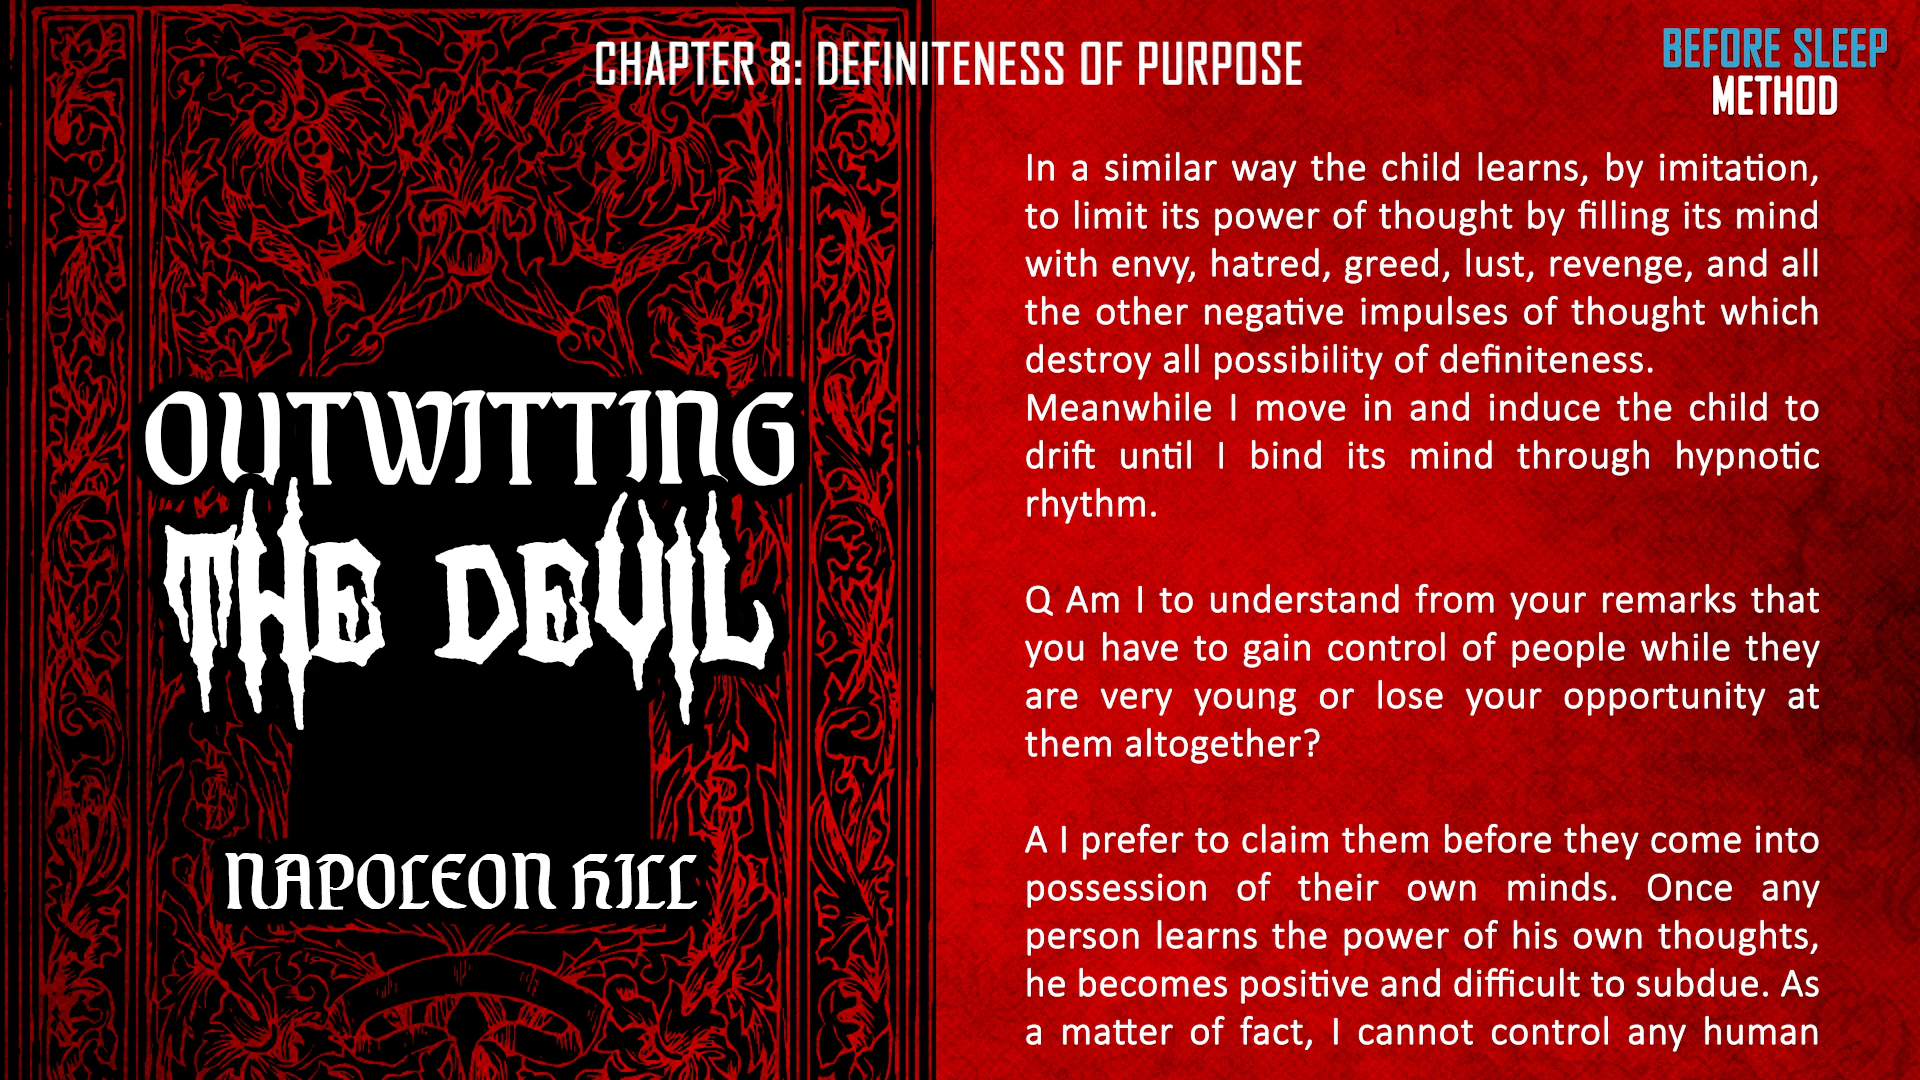 CHAPTER 8: DEFINITENESS OF PURPOSE
BEFORE SLEEP
METHOD
OUTWITTING
THE DEVIL
NAPOLEON HILL
In a similar way the child learns, by imitation,
to limit its power of thought by filling its mind
with envy, hatred, greed, lust, revenge, and all
the other negative impulses of thought which
destroy all possibility of definiteness.
Meanwhile I move in and induce the child to
drift until I bind its mind through hypnotic
rhythm.
Q Am I to understand from your remarks that
you have to gain control of people while they
are very young or lose your opportunity at
them altogether?
A I prefer to claim them before they come into
possession of their own minds. Once any
person learns the power of his own thoughts,
he becomes positive and difficult to subdue. As
a matter of fact, I cannot control any human